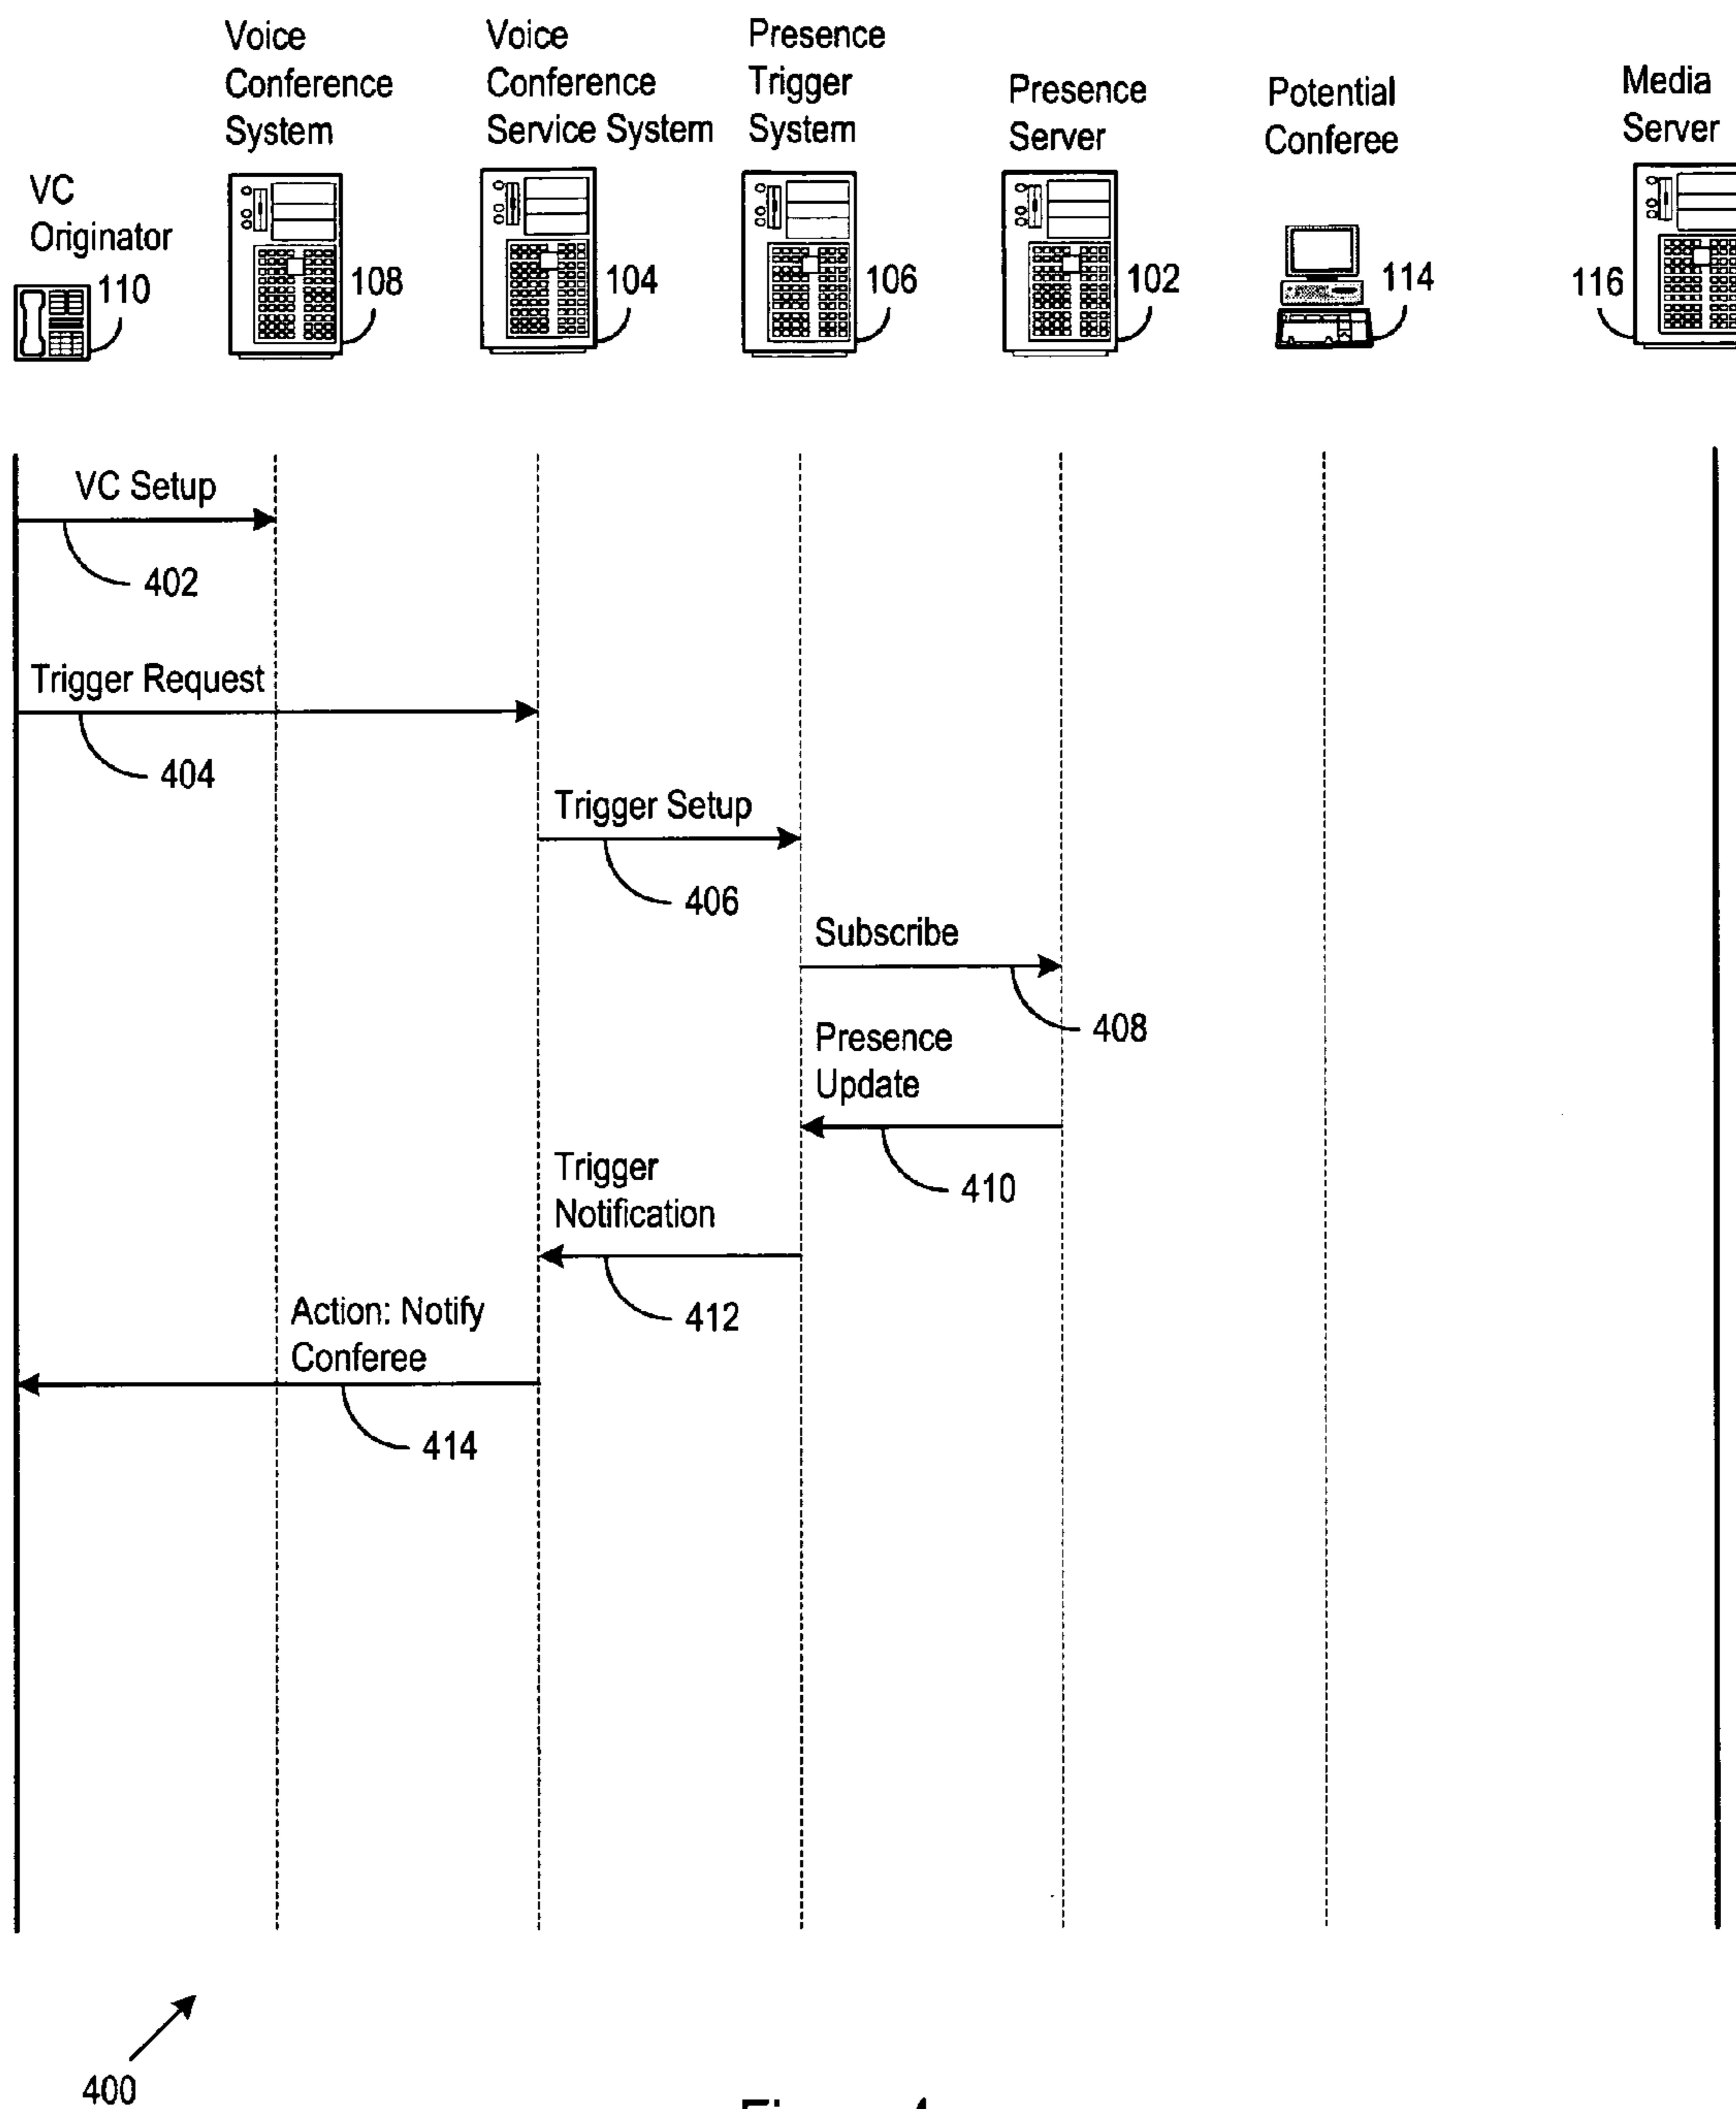 Voice
Conference
System
Voice
Conference
Service System
Presence
Trigger
System
Presence
Server
Potential
Conferee
Media
Server
VC
Originator
110
108
104
106
102
114
116
VC Setup
402
Trigger Request
404
Trigger Setup
406
Subscribe
408
Presence
Update
410
Trigger
Notification
412
Action: Notify
Conferee
414
400
Figure 4